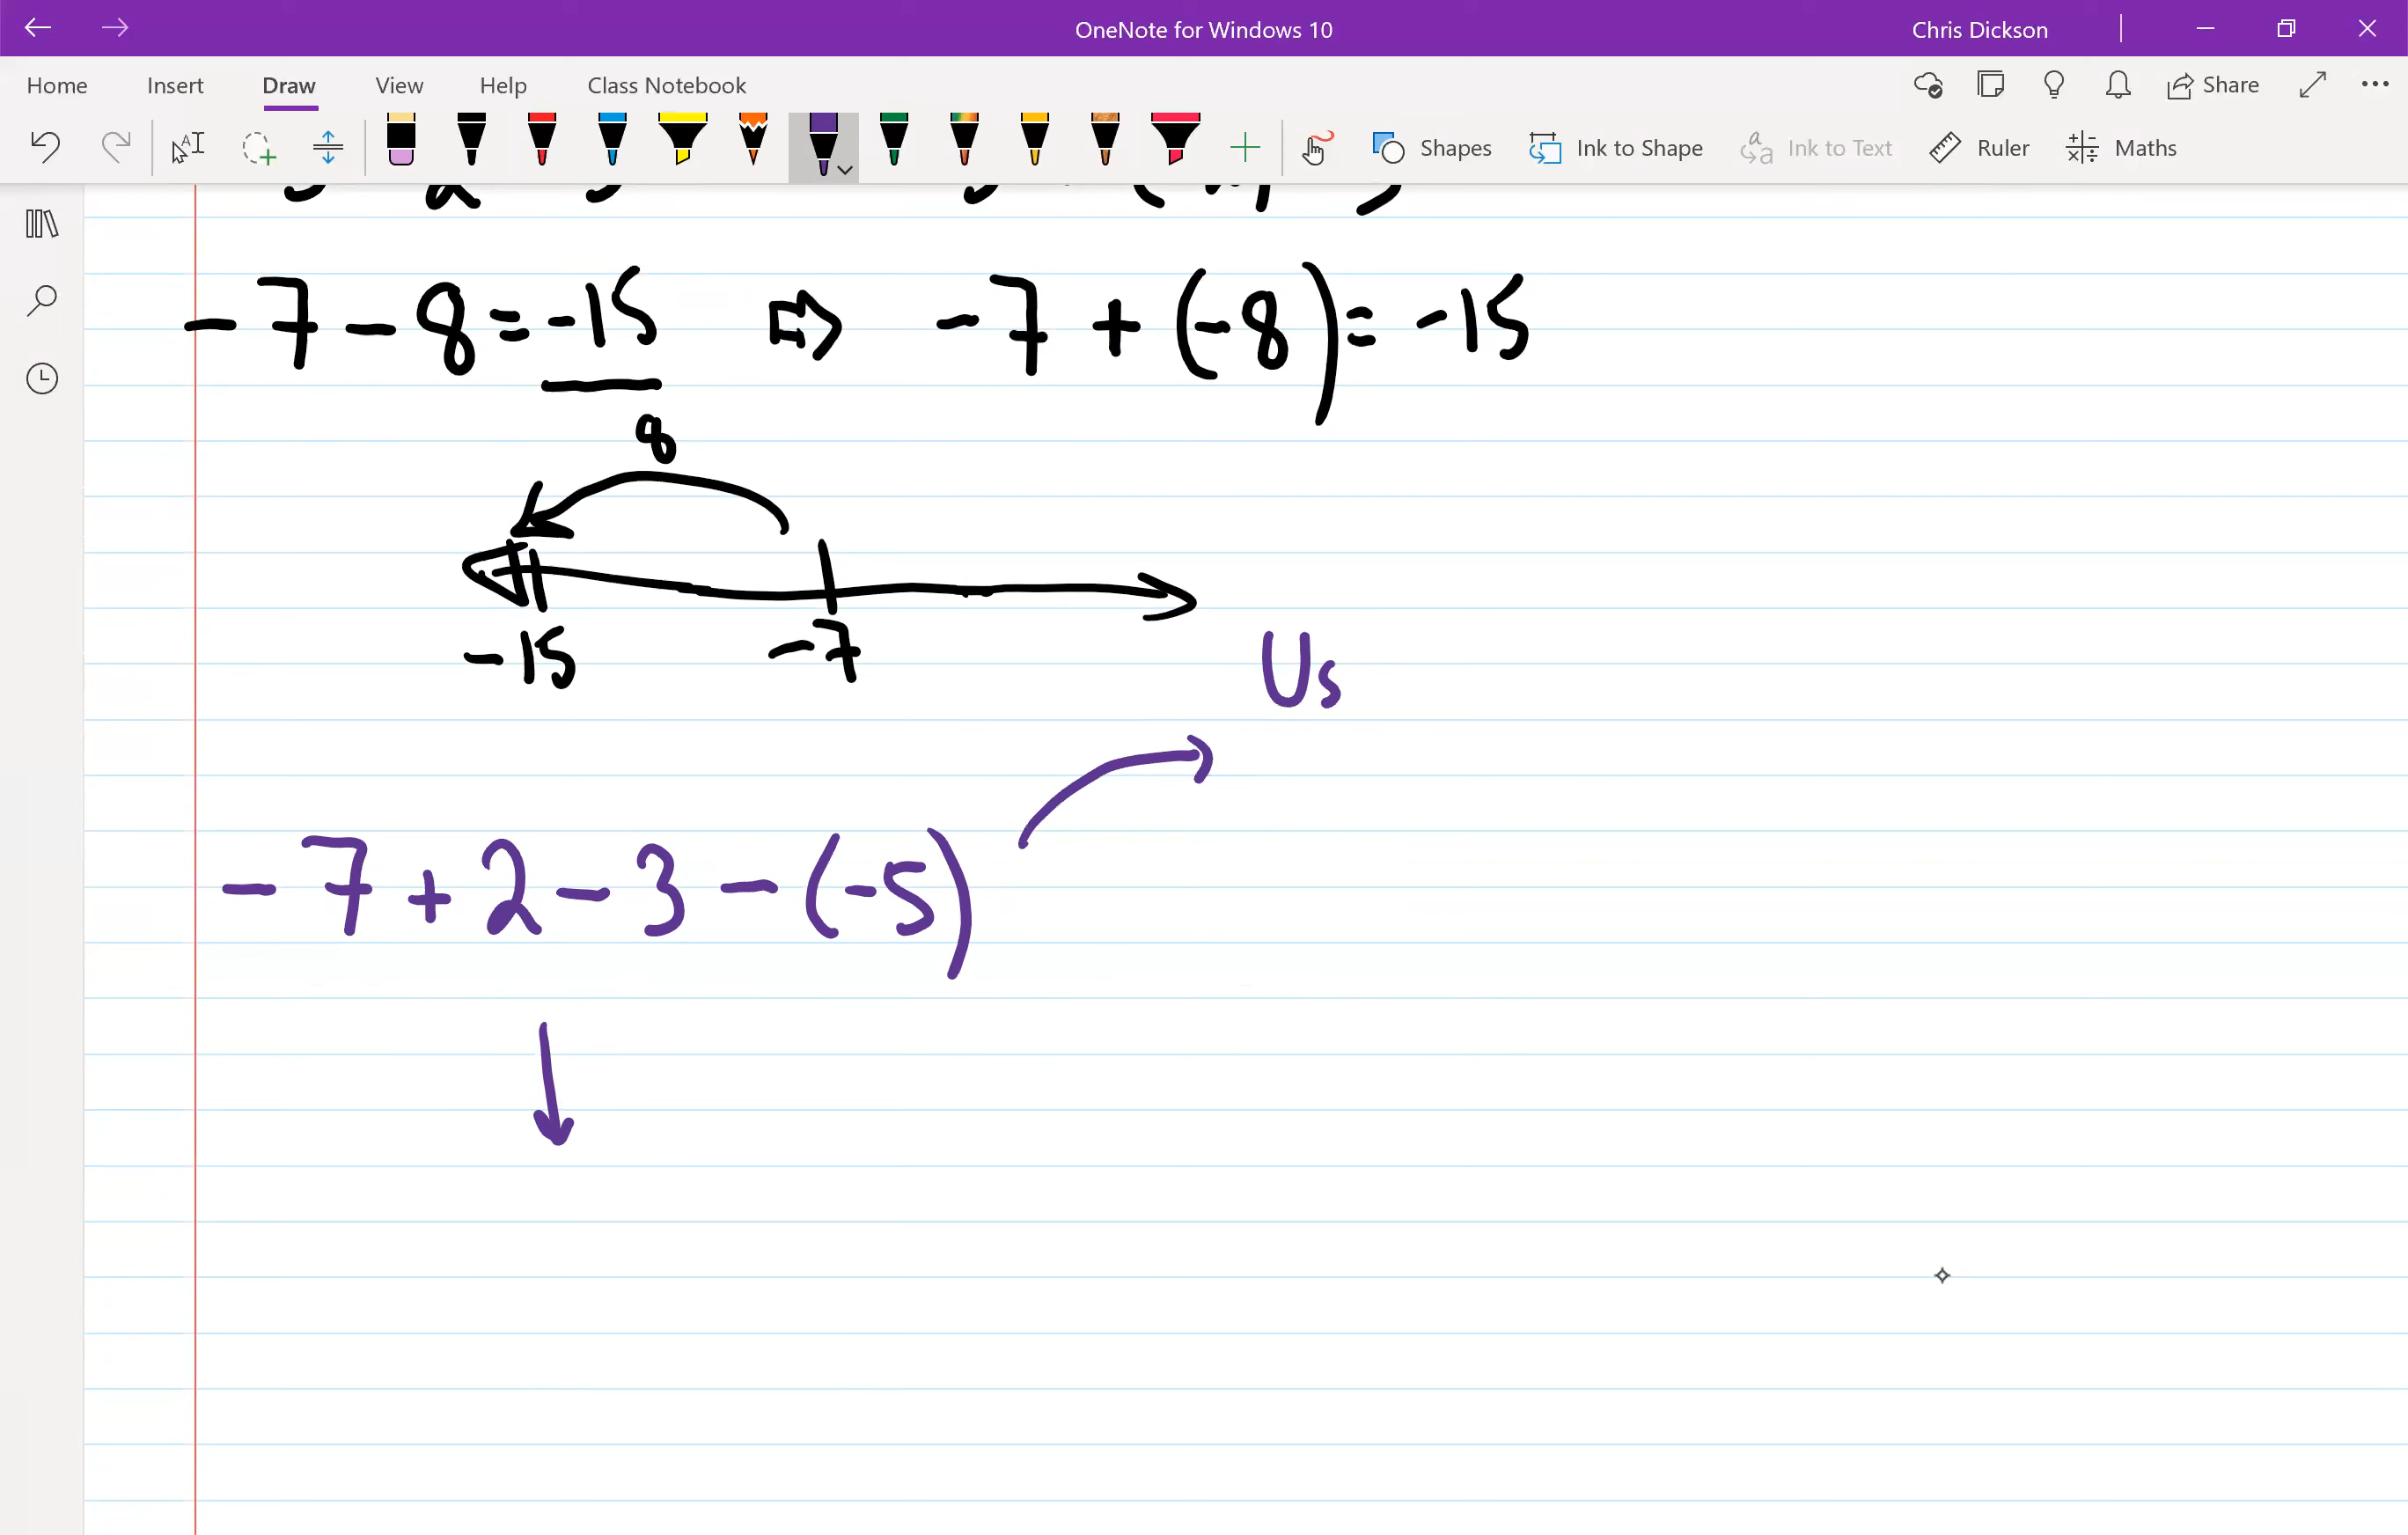 OneNote for Windows 10 Chris Dickson
Home Insert Draw View Help Class Notebook Share
Shapes Ink to Shape Ink to Text Ruler Maths
-7-8=-15 ⇨ -7+(-8)=-15
8
-15 -7
Us
-7+2-3-(-5)